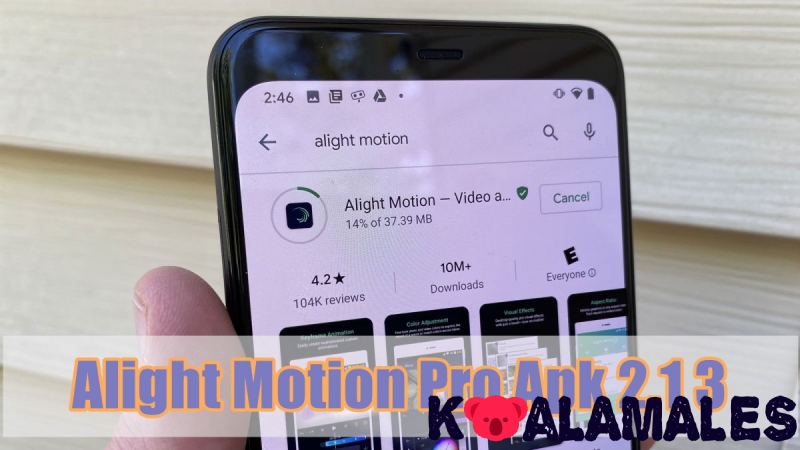 2:46
alight motion
Alight Motion – Video a...
14% of 37.39 MB
Cancel
4.2★
104K reviews
10M+
Downloads
E
Everyone
Keyframe Animation
Color Adjustment
Visual Effects
Aspect Ratio
Alight Motion Pro Apk 2 1 3
KOALAMALES